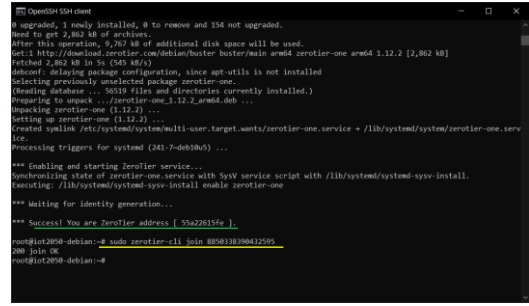 OpenSSH SSH client
0 upgraded, 1 newly installed, 0 to remove and 154 not upgraded.
Need to get 2,862 kB of archives.
After this operation, 9,767 kB of additional disk space will be used.
Get:1 http://download.zerotier.com/debian/buster buster/main arm64 zerotier-one arm64 1.12.2 [2,862 kB]
Fetched 2,862 kB in 5s (545 kB/s)
debconf: delaying package configuration, since apt-utils is not installed
Selecting previously unselected package zerotier-one.
(Reading database ... 56519 files and directories currently installed.)
Preparing to unpack .../zerotier-one_1.12.2_arm64.deb ...
Unpacking zerotier-one (1.12.2) ...
Setting up zerotier-one (1.12.2) ...
Created symlink /etc/systemd/system/multi-user.target.wants/zerotier-one.service → /lib/systemd/system/zerotier-one.serv
ice.
Processing triggers for systemd (241-7~deb10u5) ...
*** Enabling and starting ZeroTier service...
Synchronizing state of zerotier-one.service with SysV service script with /lib/systemd/systemd-sysv-install.
Executing: /lib/systemd/systemd-sysv-install enable zerotier-one
*** Waiting for identity generation...
*** Success! You are ZeroTier address [ 55a22615fe ].
root@iot2050-debian:~# sudo zerotier-cli join 8850338390432595
200 join OK
root@iot2050-debian:~#